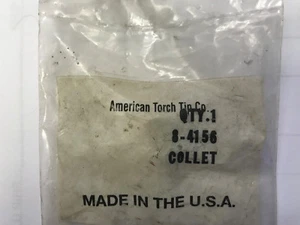 American Torch Tip Co.
QTY.1
8-4156
COLLET
MADE IN THE U.S.A.